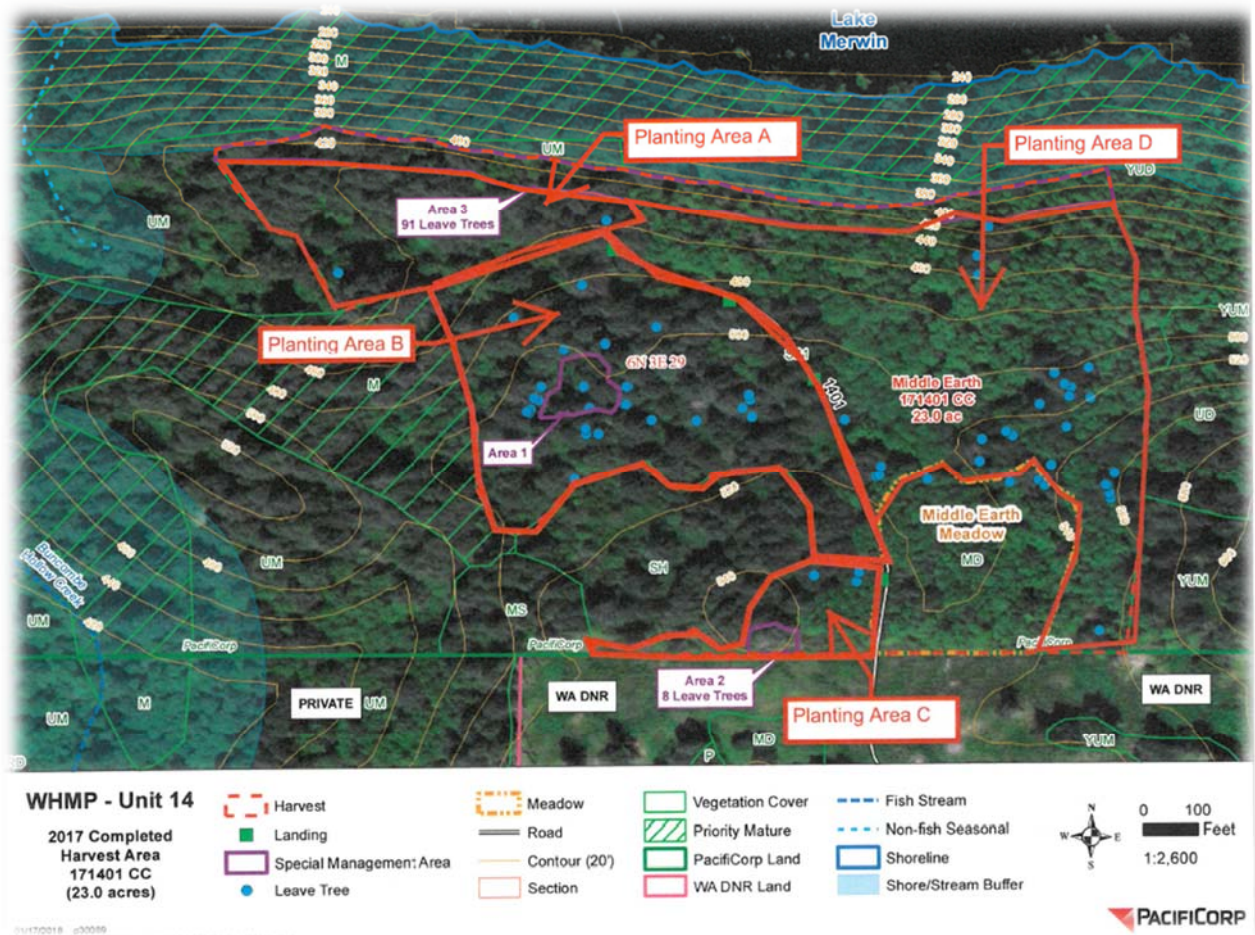 Lake
Merwin
Planting Area A
Planting Area D
UM
YUD
M
UM
Area 3
91 Leave Trees
Planting Area B
6N 3E 29
M
1401
Middle Earth
171401 CC
23.0 ac
YUM
UD
Area 1
Middle Earth
Meadow
MD
Buncombe
Hollow Creek
UM
SH
MS
YUM
UM
PacifiCorp
PacifiCorp
PacifiCorp
Area 2
8 Leave Trees
Planting Area C
PRIVATE
UM
WA DNR
WA DNR
M
UM
MD
P
YUM
WHMP - Unit 14
2017 Completed
Harvest Area
171401 CC
(23.0 acres)
Harvest
Landing
Special Management Area
Leave Tree
Meadow
Road
Contour (20')
Section
Vegetation Cover
Priority Mature
PacifiCorp Land
WA DNR Land
Fish Stream
Non-fish Seasonal
Shoreline
Shore/Stream Buffer
N
W E
S
0 100
Feet
1:2,600
PACIFICORP